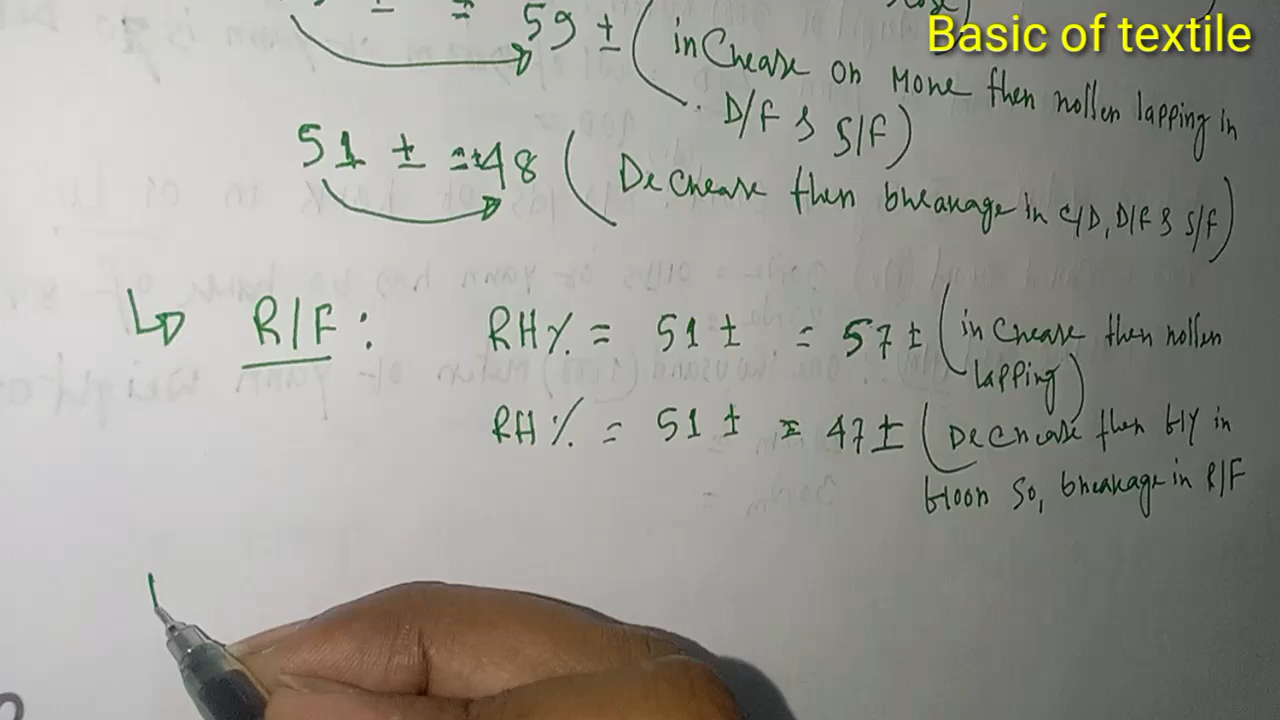 Basic of textile
59 ± (increase or more then roller lapping in
D/F & S/F)
51 ± = 48 (Decrease then breakage in C/D, D/F & S/F)
R/F : RH% = 51 ± = 57 ± (increase then roller
lapping)
RH% = 51 ± = 47 ± (Decrease then fly in
floor so, breakage in R/F